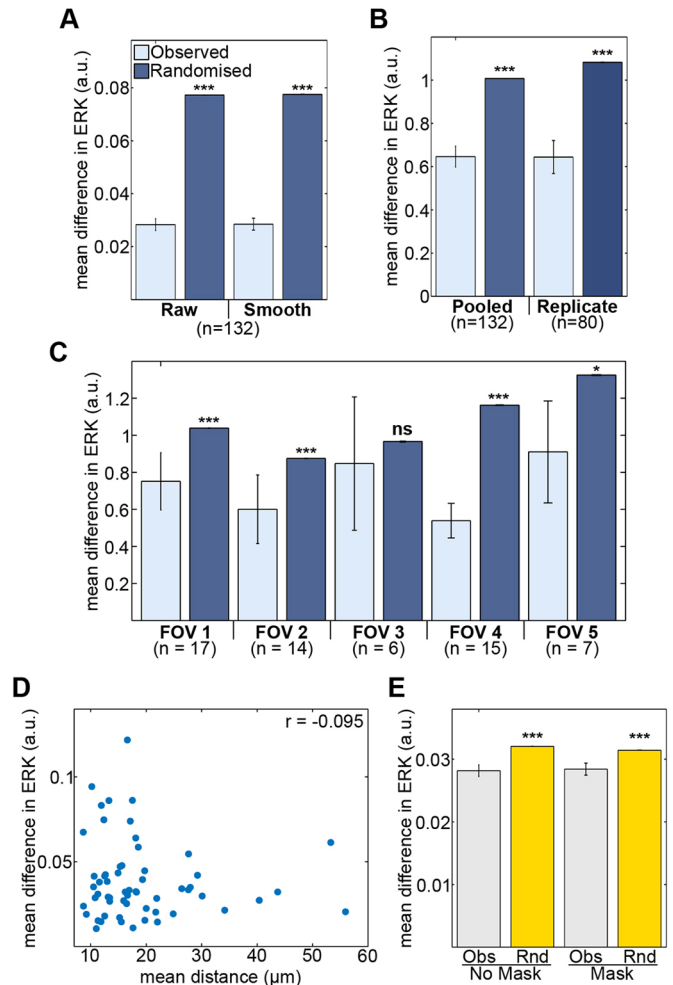 A
mean difference in ERK (a.u.)
Observed
Randomised
0.08
0.06
0.04
0.02
***
***
Raw
Smooth
(n=132)
B
mean difference in ERK (a.u.)
1
0.8
0.6
0.4
0.2
0
***
***
Pooled
Replicate
(n=132)
(n=80)
C
mean difference in ERK (a.u.)
1.2
1
0.8
0.6
0.4
0.2
***
***
ns
***
*
FOV 1
FOV 2
FOV 3
FOV 4
FOV 5
(n = 17)
(n = 14)
(n = 6)
(n = 15)
(n = 7)
D
mean difference in ERK (a.u.)
r = -0.095
0.1
0.05
10
20
30
40
50
60
mean distance (µm)
E
mean difference in ERK (a.u.)
0.03
0.02
0.01
***
***
Obs
Rnd
Obs
Rnd
No Mask
Mask